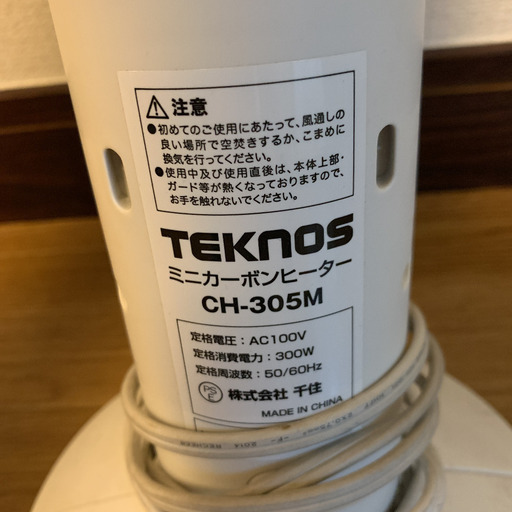 注意
●初めてのご使用にあたって、風通しの
良い場所で空焚きするか、こまめに
換気を行ってください。
●使用中及び使用直後は、本体上部・
ガード等が熱くなっておりますので、
お手を触れないでください。
TEKNOS
ミニカーボンヒーター
CH-305M
定格電圧：AC100V
定格消費電力：300W
定格周波数：50/60Hz
PSE 株式会社 千住
MADE IN CHINA